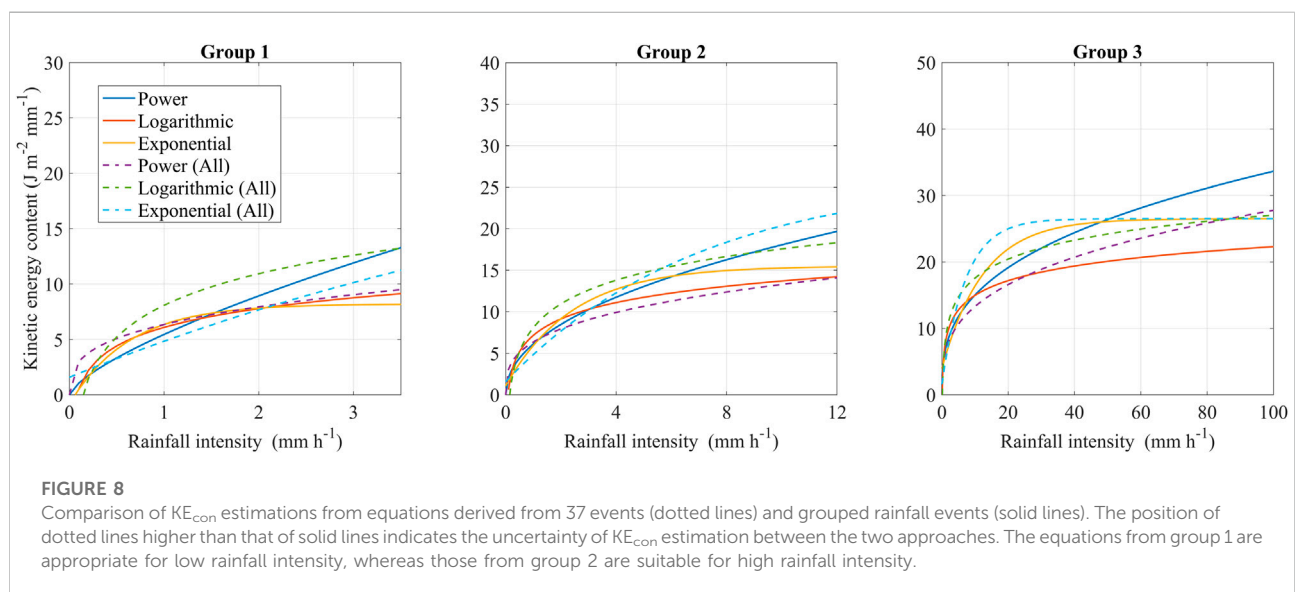 Group 1
30
25
20
15
10
5
0
Kinetic energy content (J m⁻² mm⁻¹)
Power
Logarithmic
Exponential
Power (All)
Logarithmic (All)
Exponential (All)
0 1 2 3
Rainfall intensity (mm h⁻¹)
Group 2
40
35
30
25
20
15
10
5
0
0 4 8 12
Rainfall intensity (mm h⁻¹)
Group 3
50
40
30
20
10
0
0 20 40 60 80 100
Rainfall intensity (mm h⁻¹)
FIGURE 8
Comparison of KEcon estimations from equations derived from 37 events (dotted lines) and grouped rainfall events (solid lines). The position of
dotted lines higher than that of solid lines indicates the uncertainty of KEcon estimation between the two approaches. The equations from group 1 are
appropriate for low rainfall intensity, whereas those from group 2 are suitable for high rainfall intensity.